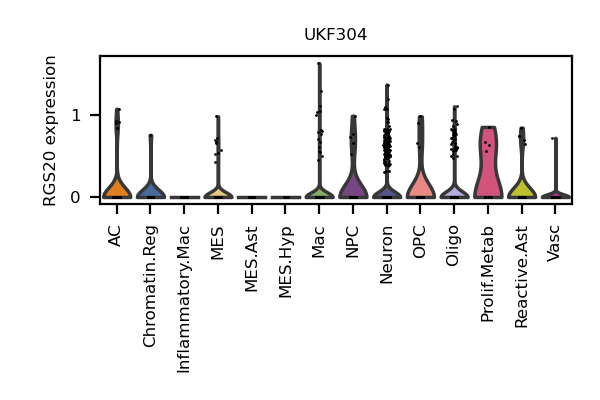 UKF304
RGS20 expression
1
0
AC
Chromatin.Reg
Inflammatory.Mac
MES
MES.Ast
MES.Hyp
Mac
NPC
Neuron
OPC
Oligo
Prolif.Metab
Reactive.Ast
Vasc